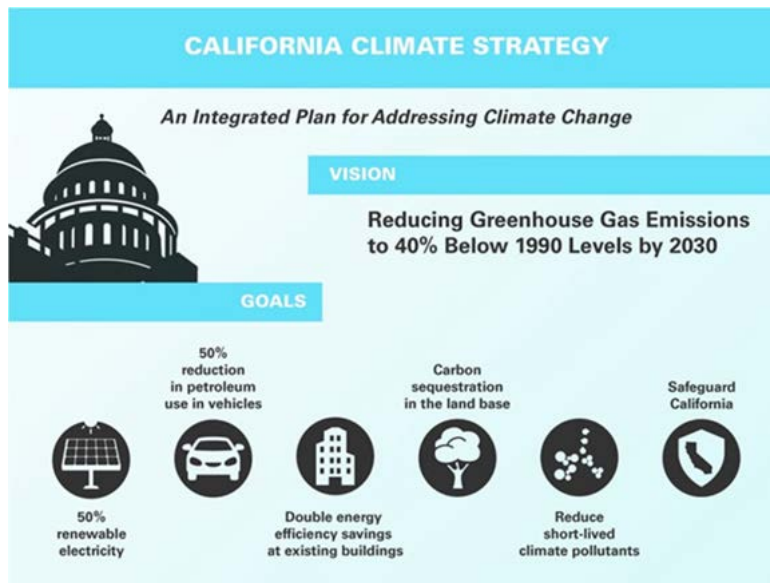 CALIFORNIA CLIMATE STRATEGY
An Integrated Plan for Addressing Climate Change
VISION
Reducing Greenhouse Gas Emissions
to 40% Below 1990 Levels by 2030
GOALS
50%
renewable
electricity
50%
reduction
in petroleum
use in vehicles
Double energy
efficiency savings
at existing buildings
Carbon
sequestration
in the land base
Reduce
short-lived
climate pollutants
Safeguard
California